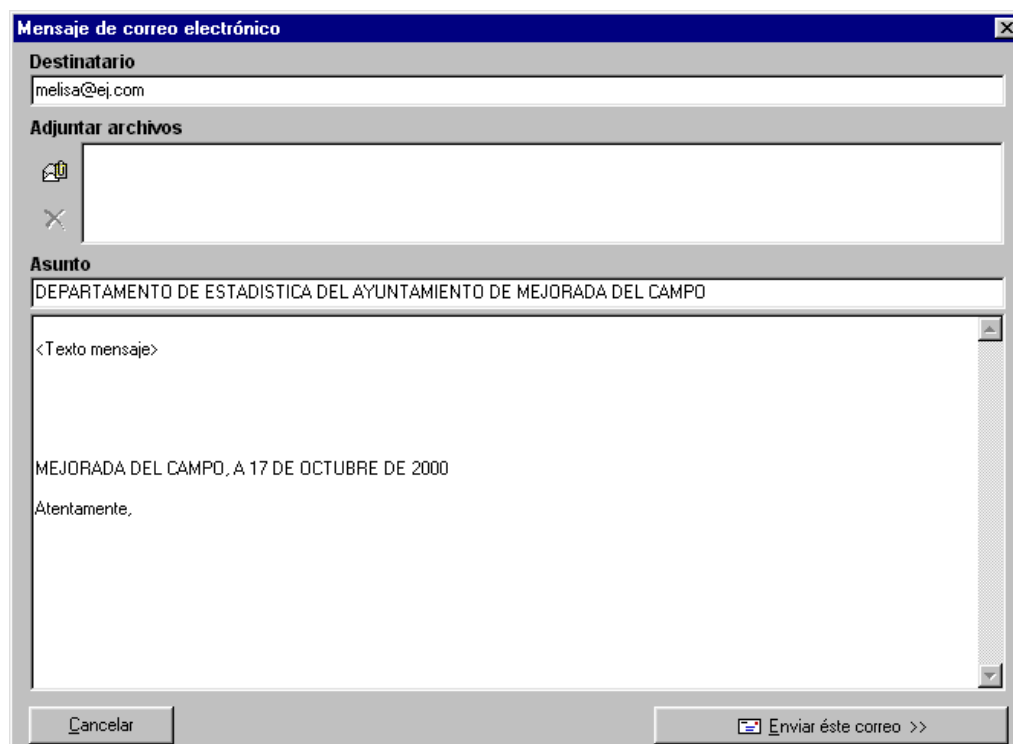 Mensaje de correo electrónico
Destinatario
melisa@ej.com
Adjuntar archivos
Asunto
DEPARTAMENTO DE ESTADISTICA DEL AYUNTAMIENTO DE MEJORADA DEL CAMPO
<Texto mensaje>
MEJORADA DEL CAMPO, A 17 DE OCTUBRE DE 2000
Atentamente,
Cancelar
Enviar éste correo >>